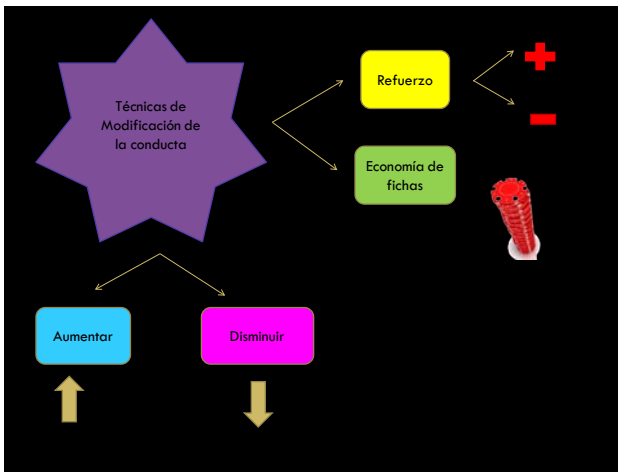 Técnicas de
Modificación de
la conducta
Refuerzo
Economía de
fichas
Aumentar
Disminuir